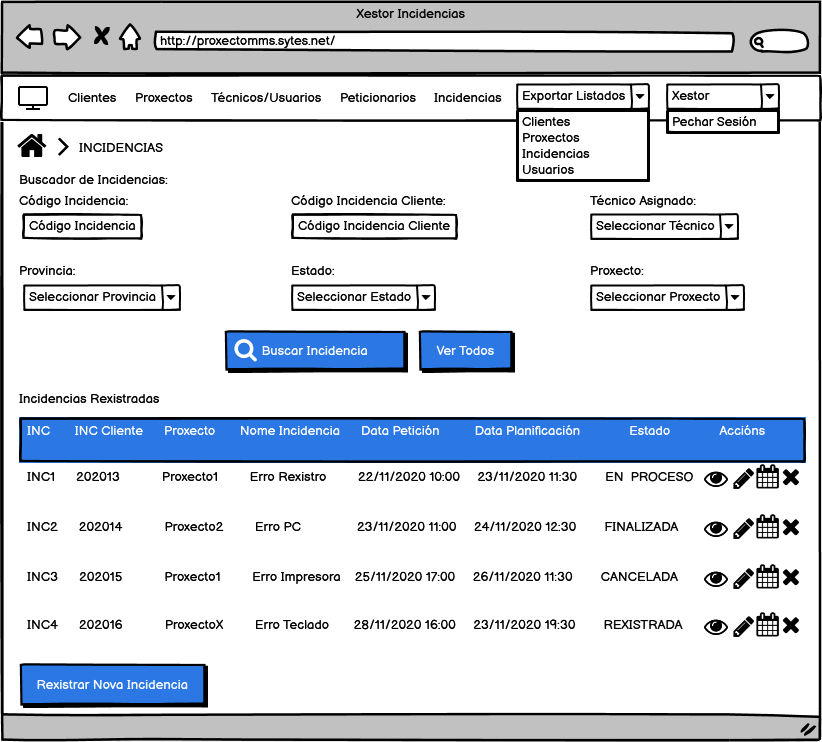 Xestor Incidencias
http://proxectomms.sytes.net/
Clientes Proxectos Técnicos/Usuarios Peticionarios Incidencias Exportar Listados Xestor
Clientes
Proxectos
Incidencias
Usuarios
Pechar Sesión
INCIDENCIAS
Buscador de Incidencias:
Código Incidencia: Código Incidencia Cliente: Técnico Asignado:
Código Incidencia Código Incidencia Cliente Seleccionar Técnico
Provincia: Estado: Proxecto:
Seleccionar Provincia Seleccionar Estado Seleccionar Proxecto
Buscar Incidencia Ver Todos
Incidencias Rexistradas
INC INC Cliente Proxecto Nome Incidencia Data Petición Data Planificación Estado Accións
INC1 202013 Proxecto1 Erro Rexistro 22/11/2020 10:00 23/11/2020 11:30 EN PROCESO
INC2 202014 Proxecto2 Erro PC 23/11/2020 11:00 24/11/2020 12:30 FINALIZADA
INC3 202015 Proxecto1 Erro Impresora 25/11/2020 17:00 26/11/2020 11:30 CANCELADA
INC4 202016 ProxectoX Erro Teclado 28/11/2020 16:00 23/11/2020 19:30 REXISTRADA
Rexistrar Nova Incidencia